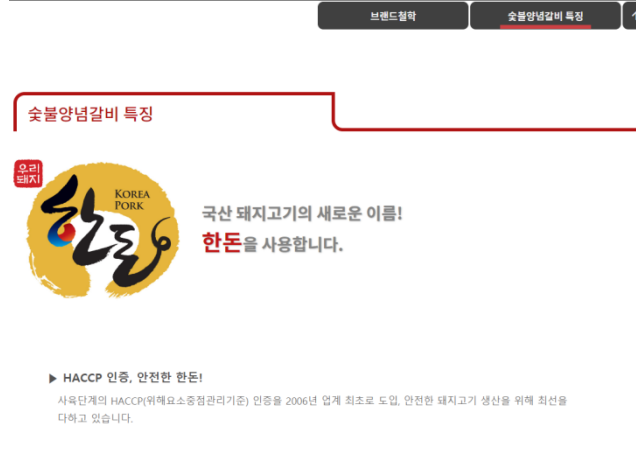 브랜드철학
숯불양념갈비 특징
숯불양념갈비 특징
우리
돼지
한돈
KOREA
PORK
국산 돼지고기의 새로운 이름!
한돈을 사용합니다.
▶ HACCP 인증, 안전한 한돈!
사육단계의 HACCP(위해요소중점관리기준) 인증을 2006년 업계 최초로 도입, 안전한 돼지고기 생산을 위해 최선을
다하고 있습니다.